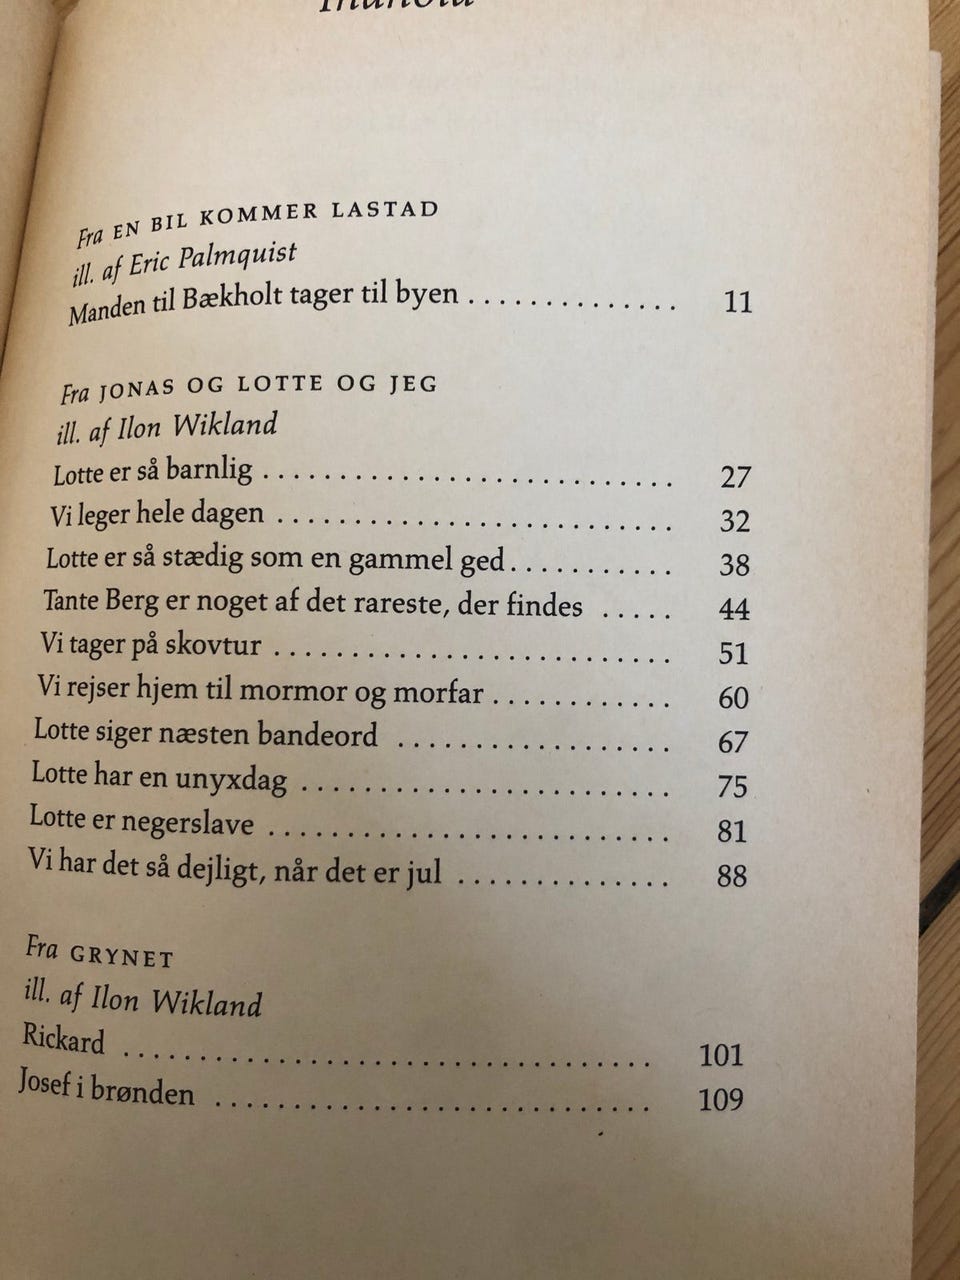 Indhold
Fra EN BIL KOMMER LASTAD
ill. af Eric Palmquist
Manden til Bækholt tager til byen . . . . . . . . . . . . . . 11
Fra JONAS OG LOTTE OG JEG
ill. af Ilon Wikland
Lotte er så barnlig . . . . . . . . . . . . . . . . . . . . . . . . . . . 27
Vi leger hele dagen . . . . . . . . . . . . . . . . . . . . . . . . . . 32
Lotte er så stædig som en gammel ged . . . . . . . . . . . 38
Tante Berg er noget af det rareste, der findes . . . . . 44
Vi tager på skovtur . . . . . . . . . . . . . . . . . . . . . . . . . . 51
Vi rejser hjem til mormor og morfar . . . . . . . . . . . . 60
Lotte siger næsten bandeord . . . . . . . . . . . . . . . . . . 67
Lotte har en unyxdag . . . . . . . . . . . . . . . . . . . . . . . . 75
Lotte er negerslave . . . . . . . . . . . . . . . . . . . . . . . . . . 81
Vi har det så dejligt, når det er jul . . . . . . . . . . . . . . 88
Fra GRYNET
ill. af Ilon Wikland
Rickard . . . . . . . . . . . . . . . . . . . . . . . . . . . . . . . . . . 101
Josef i brønden . . . . . . . . . . . . . . . . . . . . . . . . . . . . 109